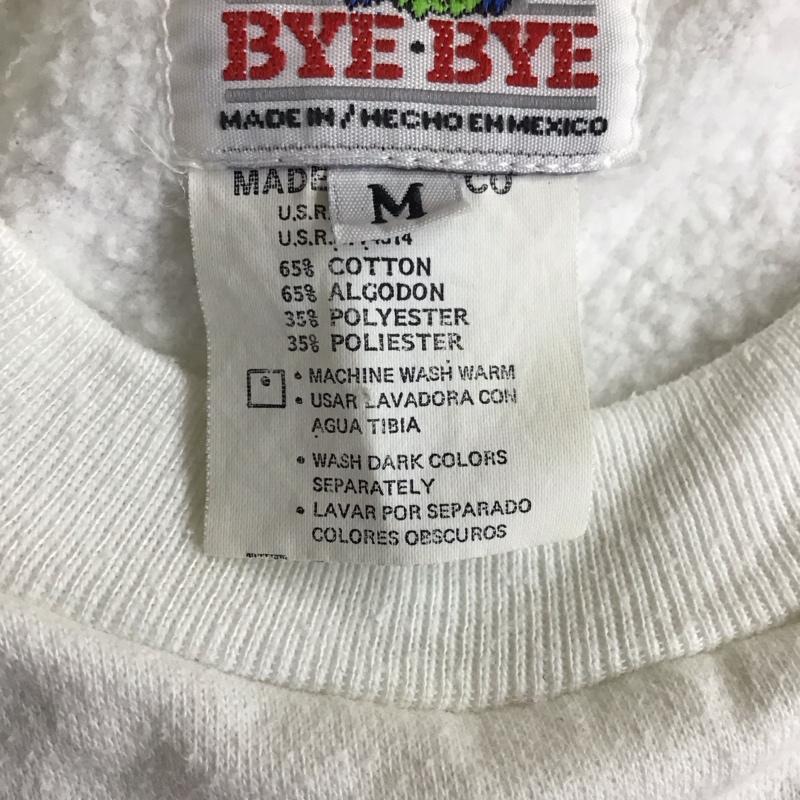 BYE·BYE
MADE IN / HECHO EN MEXICO
M
MADE CO
U.S.R.
U.S.R.
65% COTTON
65% ALGODON
35% POLYESTER
35% POLIESTER
• MACHINE WASH WARM
• USAR LAVADORA CON
AGUA TIBIA
• WASH DARK COLORS
SEPARATELY
• LAVAR POR SEPARADO
COLORES OBSCUROS